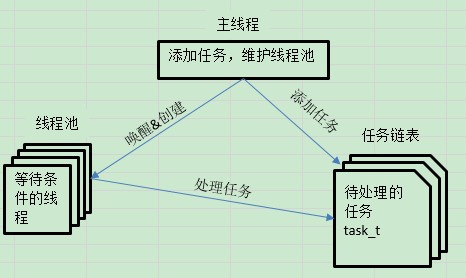 主线程
添加任务，维护线程池
唤醒&创建
添加任务
线程池
任务链表
等待条
件的线
程
处理任务
待处理的
任务
task_t